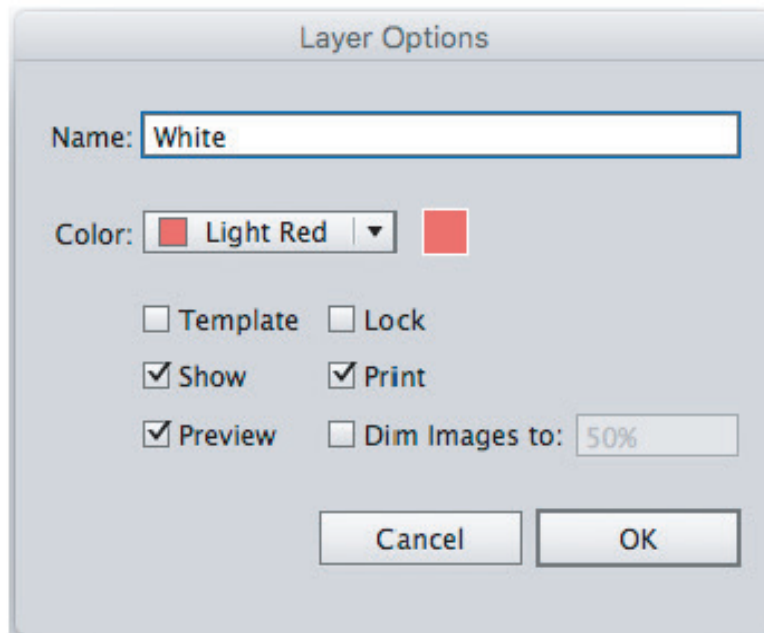 Layer Options
Name: White
Color: Light Red
Template Lock
Show Print
Preview Dim Images to: 50%
Cancel OK